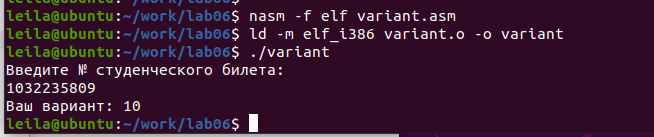 leila@ubuntu:~/work/lab06$ nasm -f elf variant.asm
leila@ubuntu:~/work/lab06$ ld -m elf_i386 variant.o -o variant
leila@ubuntu:~/work/lab06$ ./variant
Введите № студенческого билета:
1032235809
Ваш вариант: 10
leila@ubuntu:~/work/lab06$